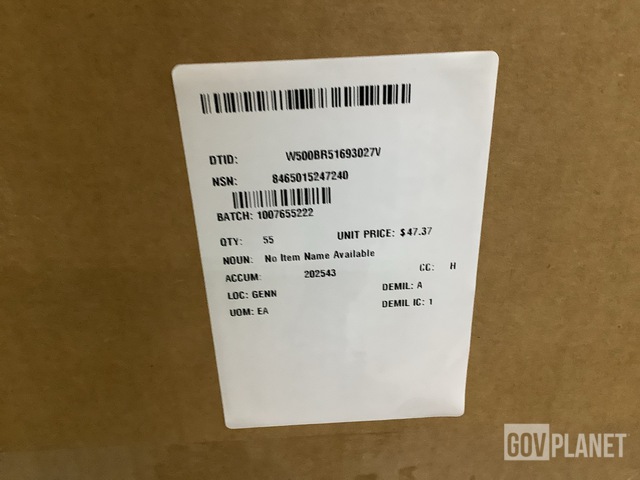 DTID: W500BR51693027V
NSN: 8465015247240
BATCH: 1007655222
QTY: 55 UNIT PRICE: $47.37
NOUN: No Item Name Available
ACCUM: 202543 CC: H
LOC: GENN DEMIL: A
UOM: EA DEMIL IC: 1
GOVPLANET